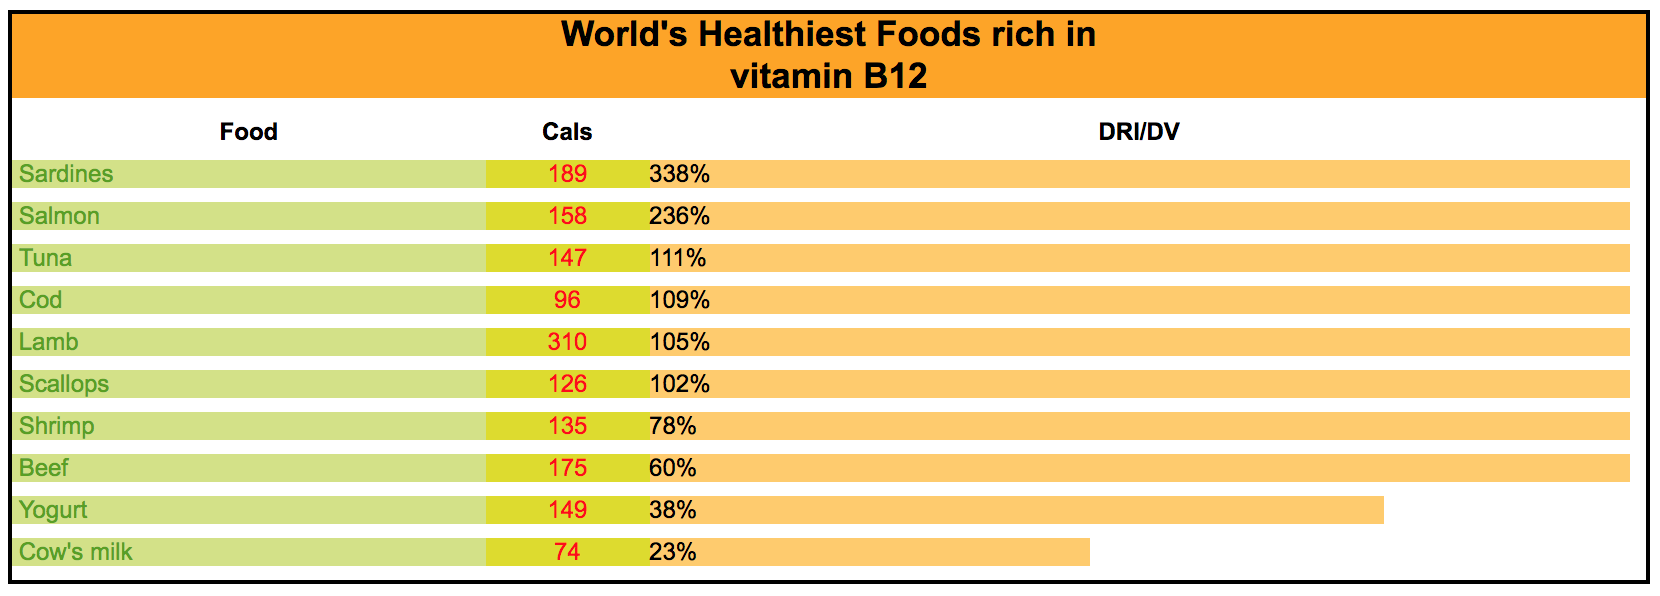 World's Healthiest Foods rich in
vitamin B12
Food Cals DRI/DV
Sardines 189 338%
Salmon 158 236%
Tuna 147 111%
Cod 96 109%
Lamb 310 105%
Scallops 126 102%
Shrimp 135 78%
Beef 175 60%
Yogurt 149 38%
Cow's milk 74 23%